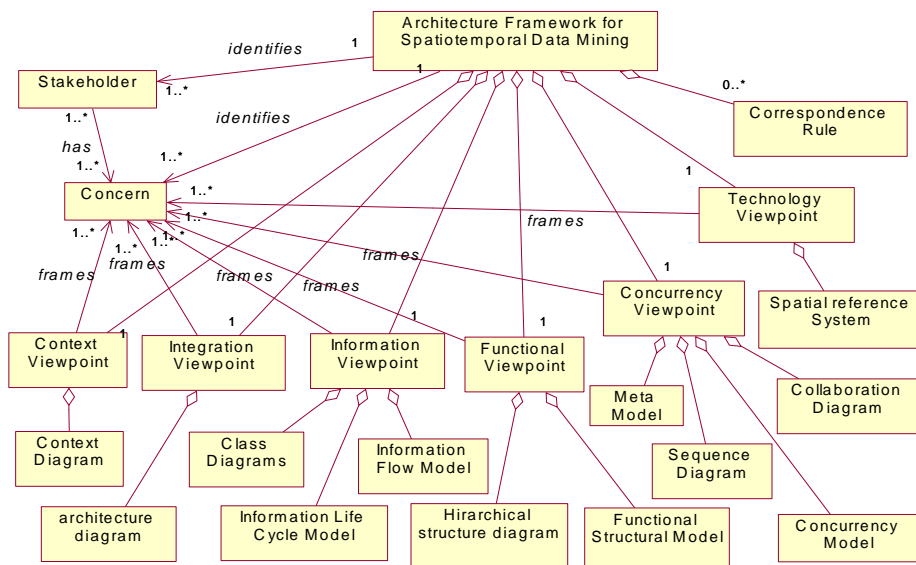 Architecture Framework for
Spatiotemporal Data Mining
1
identifies
Stakeholder
1..*
1
0..*
Correspondence
Rule
1..*
identifies
has
1..*
1..*
Concern
1..*
1
Technology
Viewpoint
1..*
frames
1..*
1..*
1..*
1..*
frames
frames
frames
frames
frames
1
Concurrency
Viewpoint
Spatial reference
System
Context
Viewpoint
1
1
Integration
Viewpoint
1
Information
Viewpoint
1
Functional
Viewpoint
Meta
Model
Collaboration
Diagram
Context
Diagram
Class
Diagrams
Information
Flow Model
Sequence
Diagram
architecture
diagram
Information Life
Cycle Model
Hirarchical
structure diagram
Functional
Structural Model
Concurrency
Model